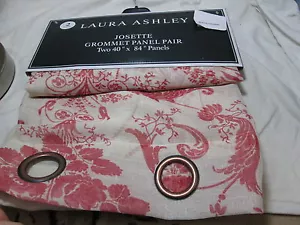 LAURA ASHLEY
JOSETTE
GROMMET PANEL PAIR
Two 40" x 84" Panels